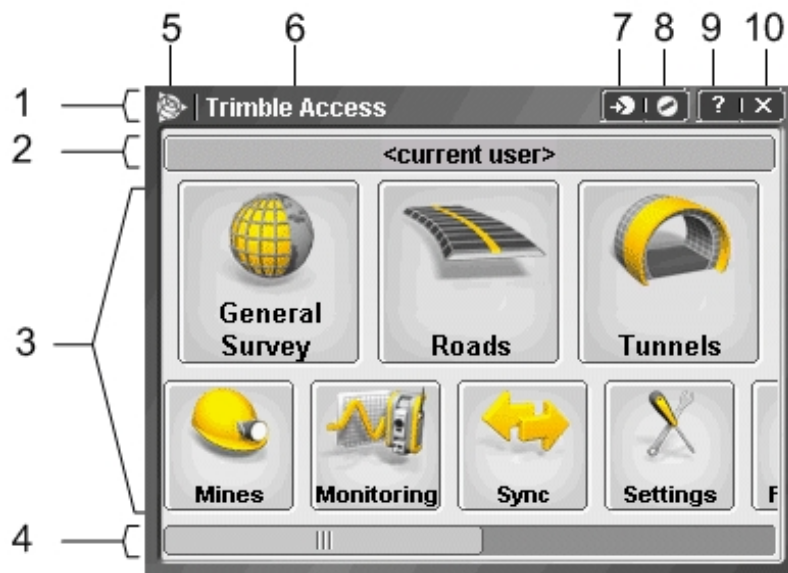 5 6 7 8 9 10
1 Trimble Access ? X
2 <current user>
3
General Survey Roads Tunnels
Mines Monitoring Sync Settings
4